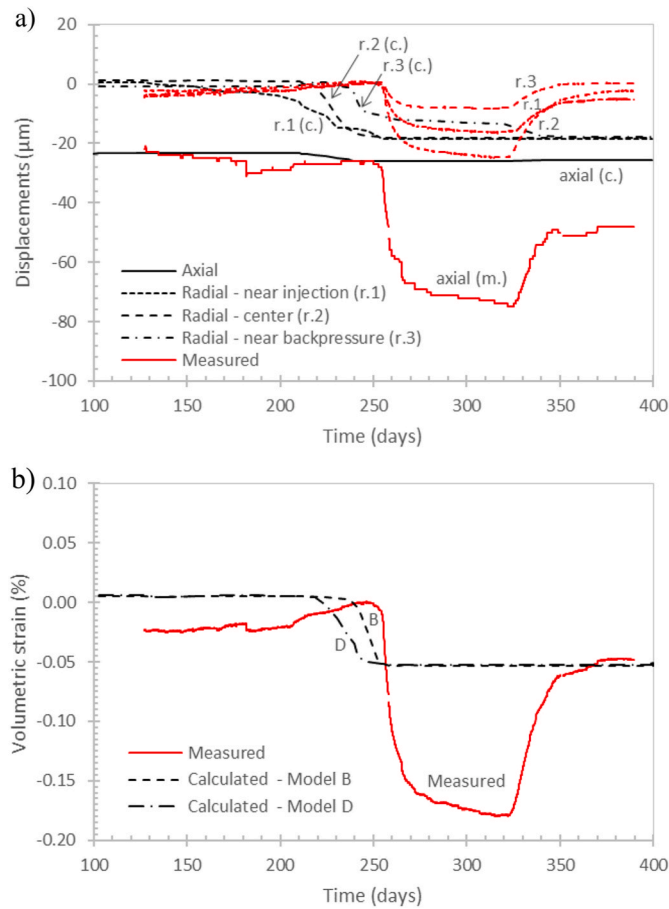 a)
20
0
-20
-40
-60
-80
-100
Displacements (µm)
r.2 (c.)
r.3 (c.)
r.1 (c.)
r.3
r.1
r.2
axial (c.)
axial (m.)
Axial
Radial - near injection (r.1)
Radial - center (r.2)
Radial - near backpressure (r.3)
Measured
100 150 200 250 300 350 400
Time (days)
b)
0.10
0.05
0.00
-0.05
-0.10
-0.15
-0.20
Volumetric strain (%)
B
D
Measured
Measured
Calculated - Model B
Calculated - Model D
100 150 200 250 300 350 400
Time (days)